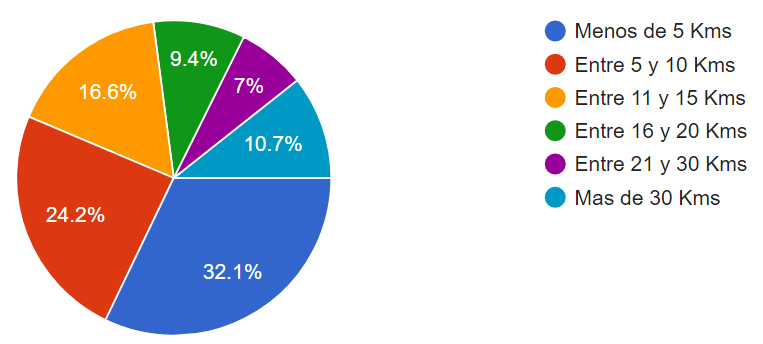 Menos de 5 Kms
9.4%
Entre 5 y 10 Kms
16.6%
7%
Entre 11 y 15 Kms
Entre 16 y 20 Kms
10.7%
Entre 21 y 30 Kms
Mas de 30 Kms
24.2%
32.1%